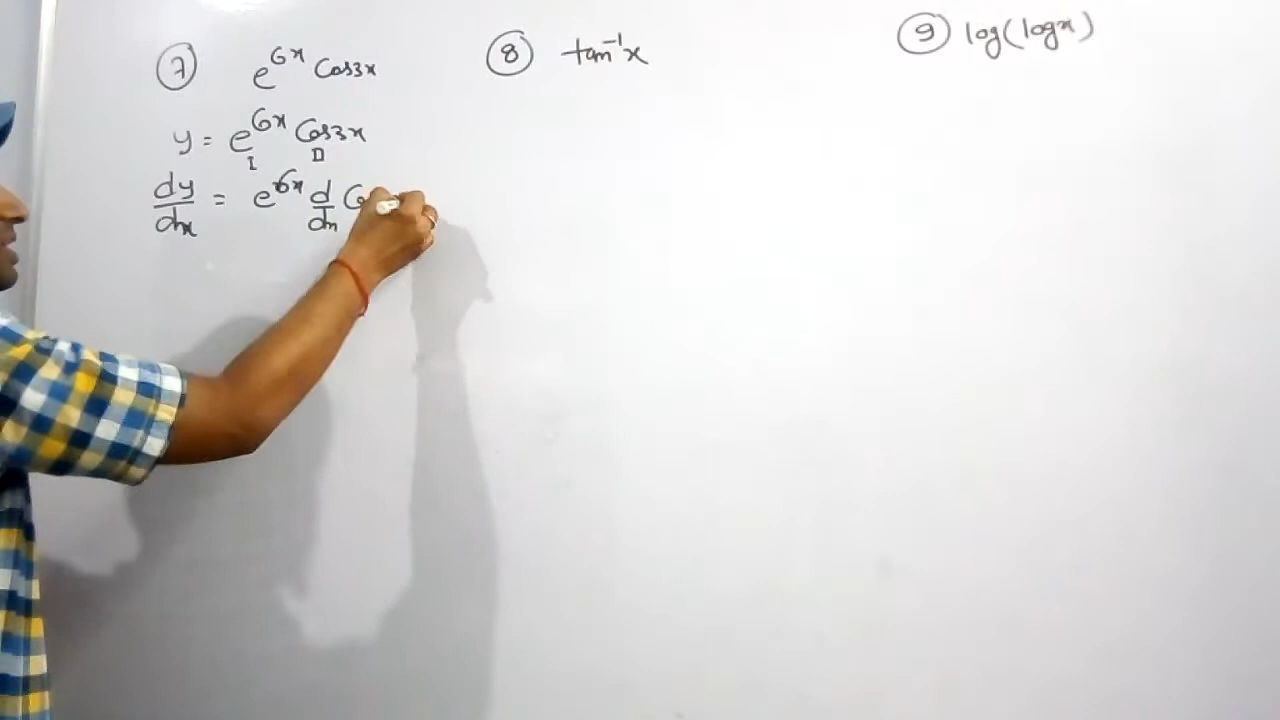 ⑦ e^{6x} Cos3x
y = e^{6x} Cos3x
I II
dy/dx = e^{6x} d/dx
⑧ tan⁻¹x
⑨ log(logx)